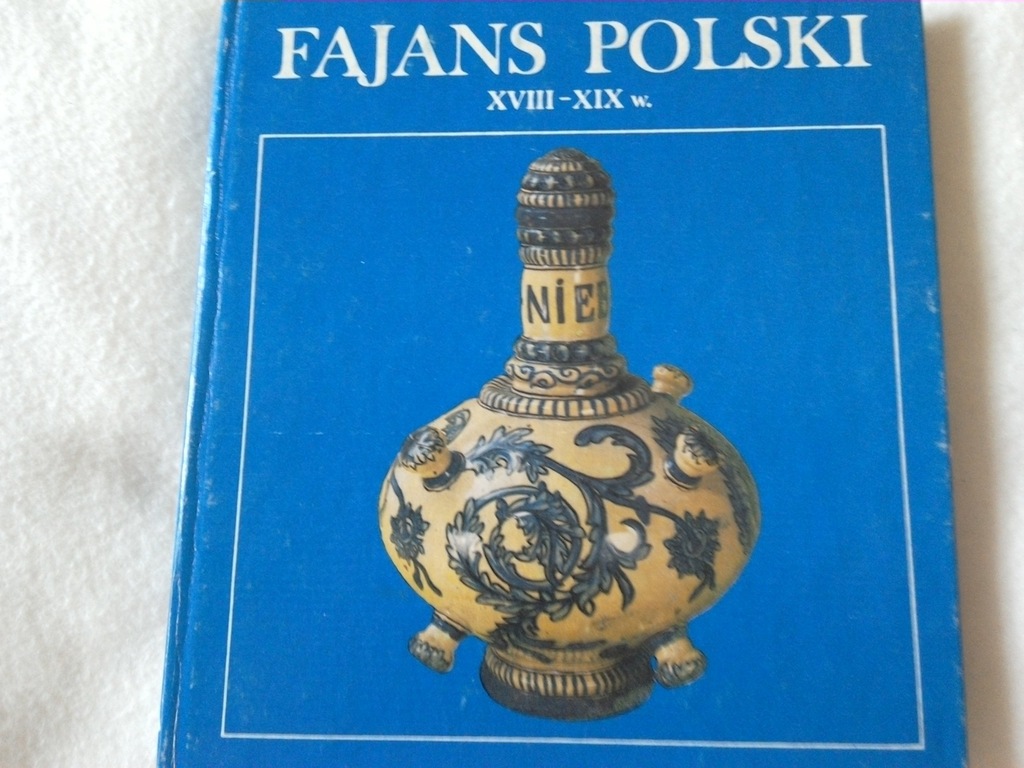 FAJANS POLSKI
XVIII-XIX w.
NIEB